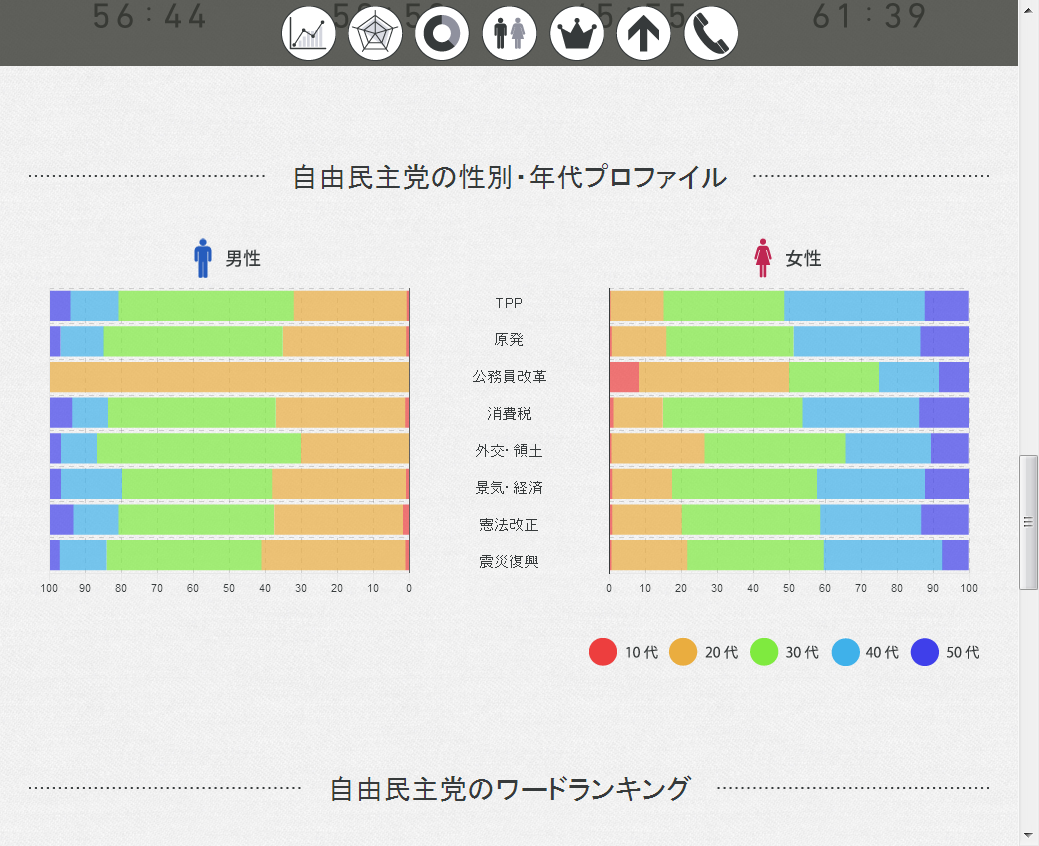 56:44
61:39
自由民主党の性別・年代プロファイル
男性
女性
TPP
原発
公務員改革
消費税
外交・領土
景気・経済
憲法改正
震災復興
100 90 80 70 60 50 40 30 20 10 0
0 10 20 30 40 50 60 70 80 90 100
10代 20代 30代 40代 50代
自由民主党のワードランキング